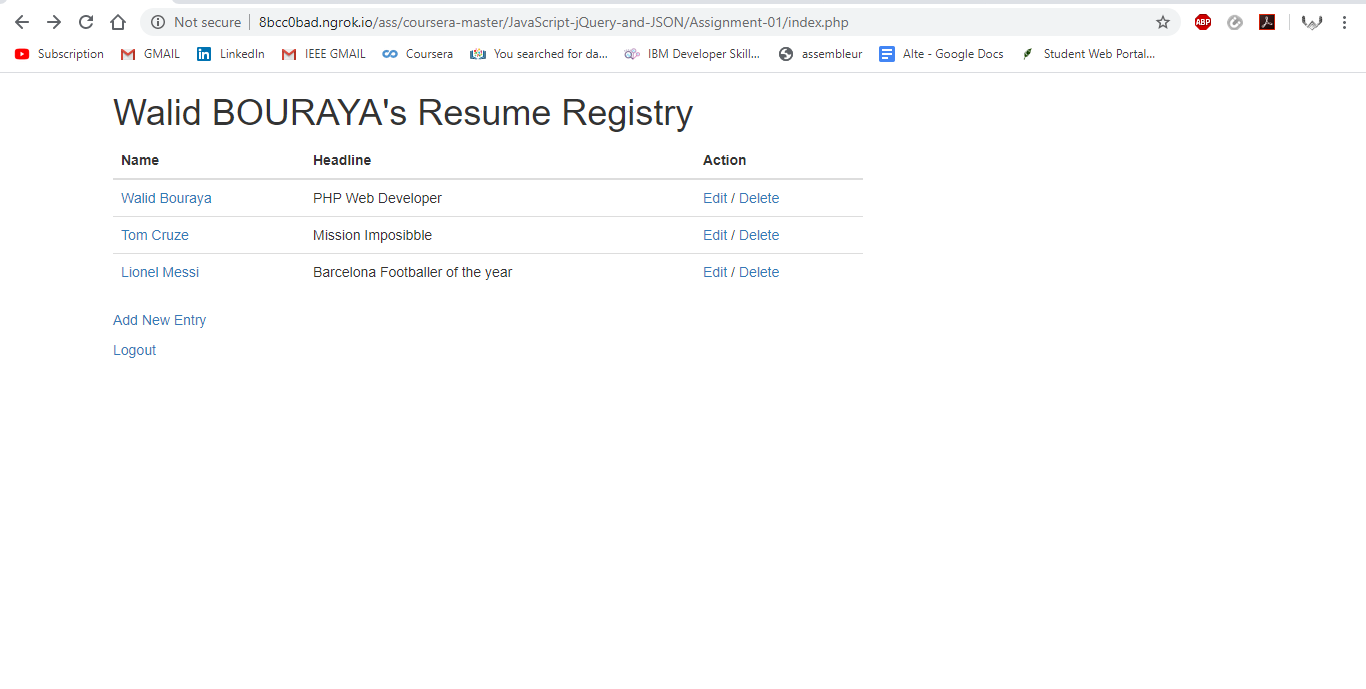 Not secure 8bcc0bad.ngrok.io/ass/coursera-master/JavaScript-jQuery-and-JSON/Assignment-01/index.php ABP
Subscription GMAIL in LinkedIn IEEE GMAIL Coursera You searched for da... IBM Developer Skill... assembleur Alte - Google Docs Student Web Portal...
Walid BOURAYA's Resume Registry
Name Headline Action
Walid Bouraya PHP Web Developer Edit / Delete
Tom Cruze Mission Imposibble Edit / Delete
Lionel Messi Barcelona Footballer of the year Edit / Delete
Add New Entry
Logout